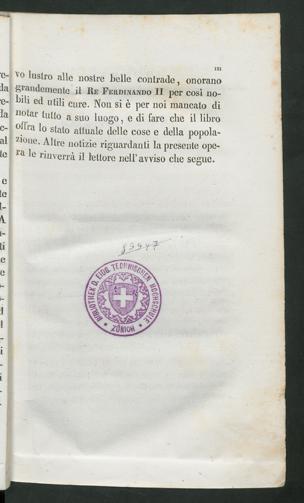 III
vo lustro alle nostre belle contrade, onorano
grandemente il RE FERDINANDO II per così no-
bili ed utili cure. Non si è per noi mancato di
notar tutto a suo luogo, e di fare che il libro
offra lo stato attuale delle cose e della popola-
zione. Altre notizie riguardanti la presente ope-
ra le rinverrà il lettore nell'avviso che segue.
BIBLIOTHEK D. EIDG. TECHNISCHEN HOCHSCHULE
* ZÜRICH *